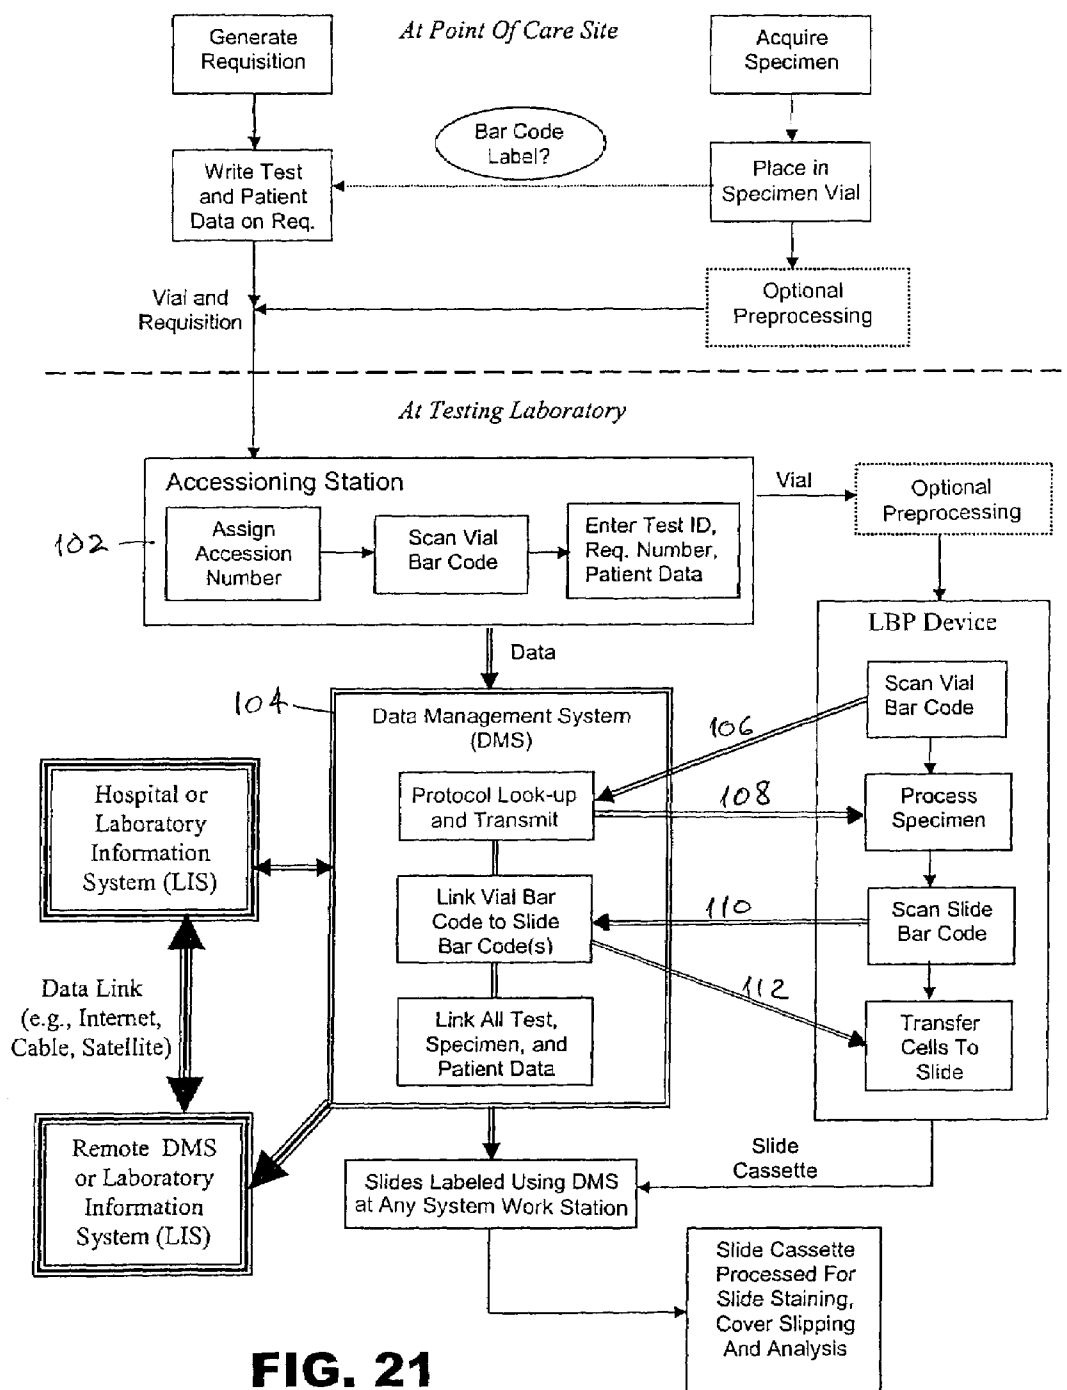 Generate
Requisition
At Point Of Care Site
Acquire
Specimen
Bar Code
Label?
Write Test
and Patient
Data on Req.
Place in
Specimen Vial
Vial and
Requisition
Optional
Preprocessing
At Testing Laboratory
Accessioning Station
Vial
Optional
Preprocessing
102
Assign
Accession
Number
Scan Vial
Bar Code
Enter Test ID,
Req. Number,
Patient Data
LBP Device
Data
104
Data Management System
(DMS)
106
Scan Vial
Bar Code
Hospital or
Laboratory
Information
System (LIS)
Protocol Look-up
and Transmit
108
Process
Specimen
Link Vial Bar
Code to Slide
Bar Code(s)
110
Scan Slide
Bar Code
112
Data Link
(e.g., Internet,
Cable, Satellite)
Link All Test,
Specimen, and
Patient Data
Transfer
Cells To
Slide
Remote DMS
or Laboratory
Information
System (LIS)
Slides Labeled Using DMS
at Any System Work Station
Slide
Cassette
Slide Cassette
Processed For
Slide Staining,
Cover Slipping
And Analysis
FIG. 21